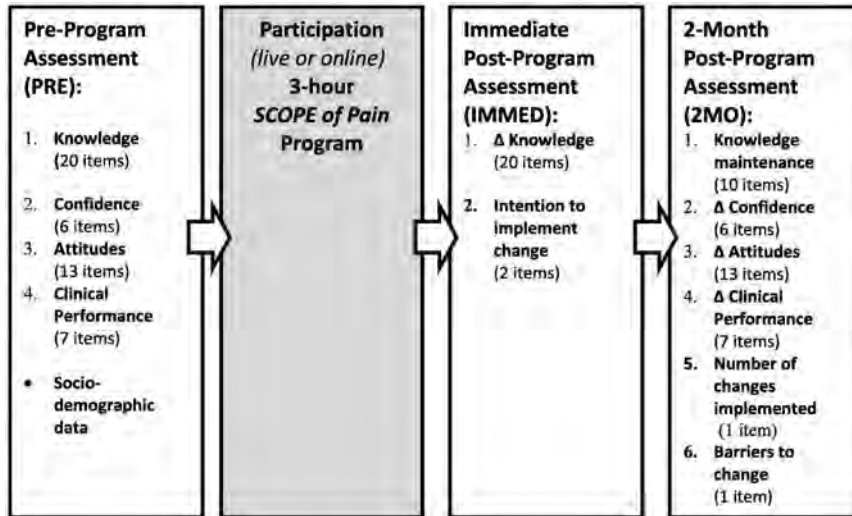 Pre-Program
Assessment
(PRE):
1. Knowledge
(20 items)
2. Confidence
(6 items)
3. Attitudes
(13 items)
4. Clinical
Performance
(7 items)
• Socio-
demographic
data
Participation
(live or online)
3-hour
SCOPE of Pain
Program
Immediate
Post-Program
Assessment
(IMMED):
1. Δ Knowledge
(20 items)
2. Intention to
implement
change
(2 items)
2-Month
Post-Program
Assessment
(2MO):
1. Knowledge
maintenance
(10 items)
2. Δ Confidence
(6 items)
3. Δ Attitudes
(13 items)
4. Δ Clinical
Performance
(7 items)
5. Number of
changes
implemented
(1 item)
6. Barriers to
change
(1 item)